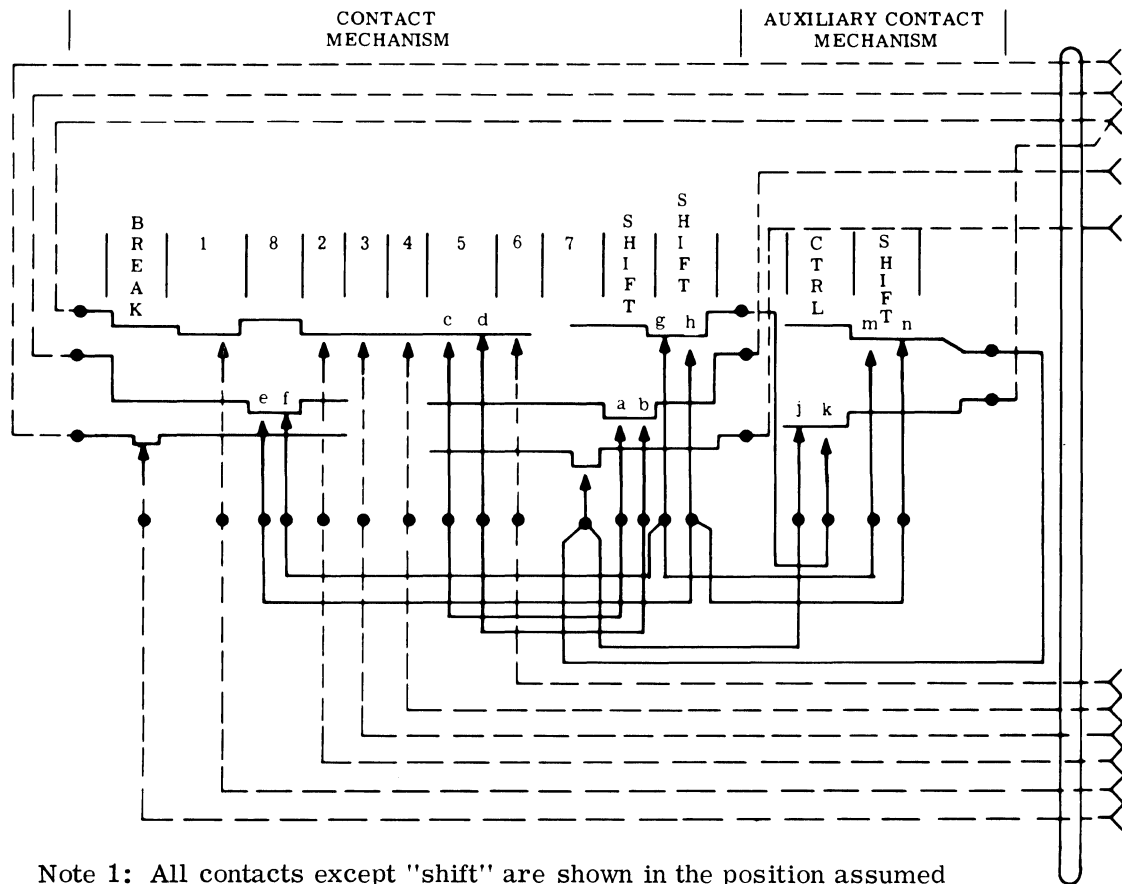 CONTACT
MECHANISM
AUXILIARY CONTACT
MECHANISM
BREAK
1
8
2
3
4
5
6
7
SHIFT
SHIFT
CTRL
SHIFT
c d
g h
m n
e f
a b
j k
Note 1: All contacts except "shift" are shown in the position assumed